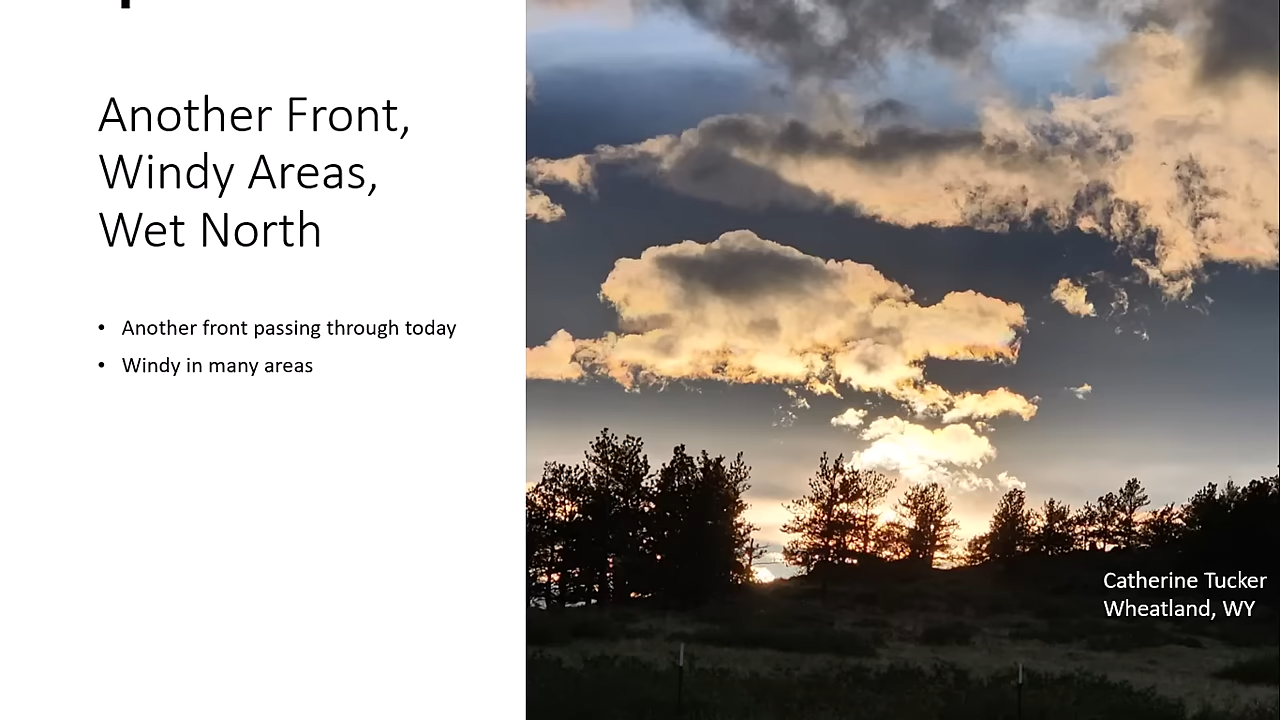 Another Front,
Windy Areas,
Wet North
• Another front passing through today
• Windy in many areas
Catherine Tucker
Wheatland, WY